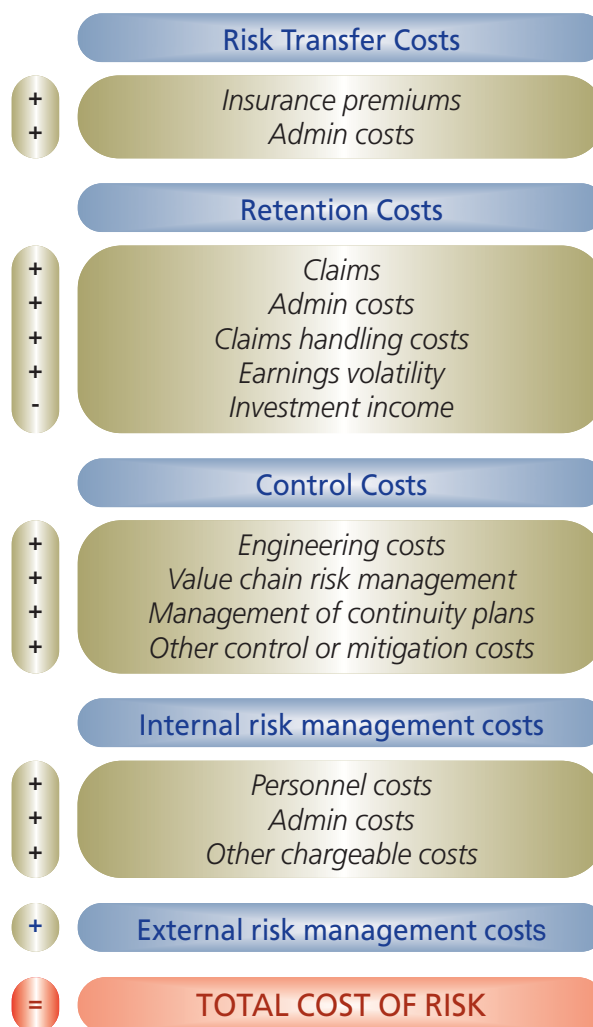 Risk Transfer Costs
+ Insurance premiums
+ Admin costs
Retention Costs
+ Claims
+ Admin costs
+ Claims handling costs
+ Earnings volatility
- Investment income
Control Costs
+ Engineering costs
+ Value chain risk management
+ Management of continuity plans
+ Other control or mitigation costs
Internal risk management costs
+ Personnel costs
+ Admin costs
+ Other chargeable costs
+ External risk management costs
= TOTAL COST OF RISK